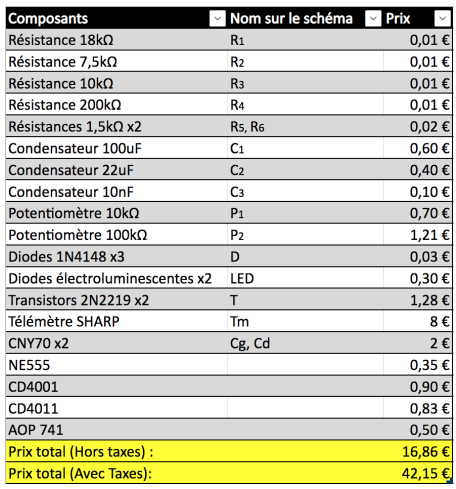 Composants Nom sur le schéma Prix
Résistance 18kΩ R1 0,01 €
Résistance 7,5kΩ R2 0,01 €
Résistance 10kΩ R3 0,01 €
Résistance 200kΩ R4 0,01 €
Résistances 1,5kΩ x2 R5, R6 0,02 €
Condensateur 100uF C1 0,60 €
Condensateur 22uF C2 0,40 €
Condensateur 10nF C3 0,10 €
Potentiomètre 10kΩ P1 0,70 €
Potentiomètre 100kΩ P2 1,21 €
Diodes 1N4148 x3 D 0,03 €
Diodes électroluminescentes x2 LED 0,30 €
Transistors 2N2219 x2 T 1,28 €
Télémètre SHARP Tm 8 €
CNY70 x2 Cg, Cd 2 €
NE555 0,35 €
CD4001 0,90 €
CD4011 0,83 €
AOP 741 0,50 €
Prix total (Hors taxes) : 16,86 €
Prix total (Avec Taxes): 42,15 €